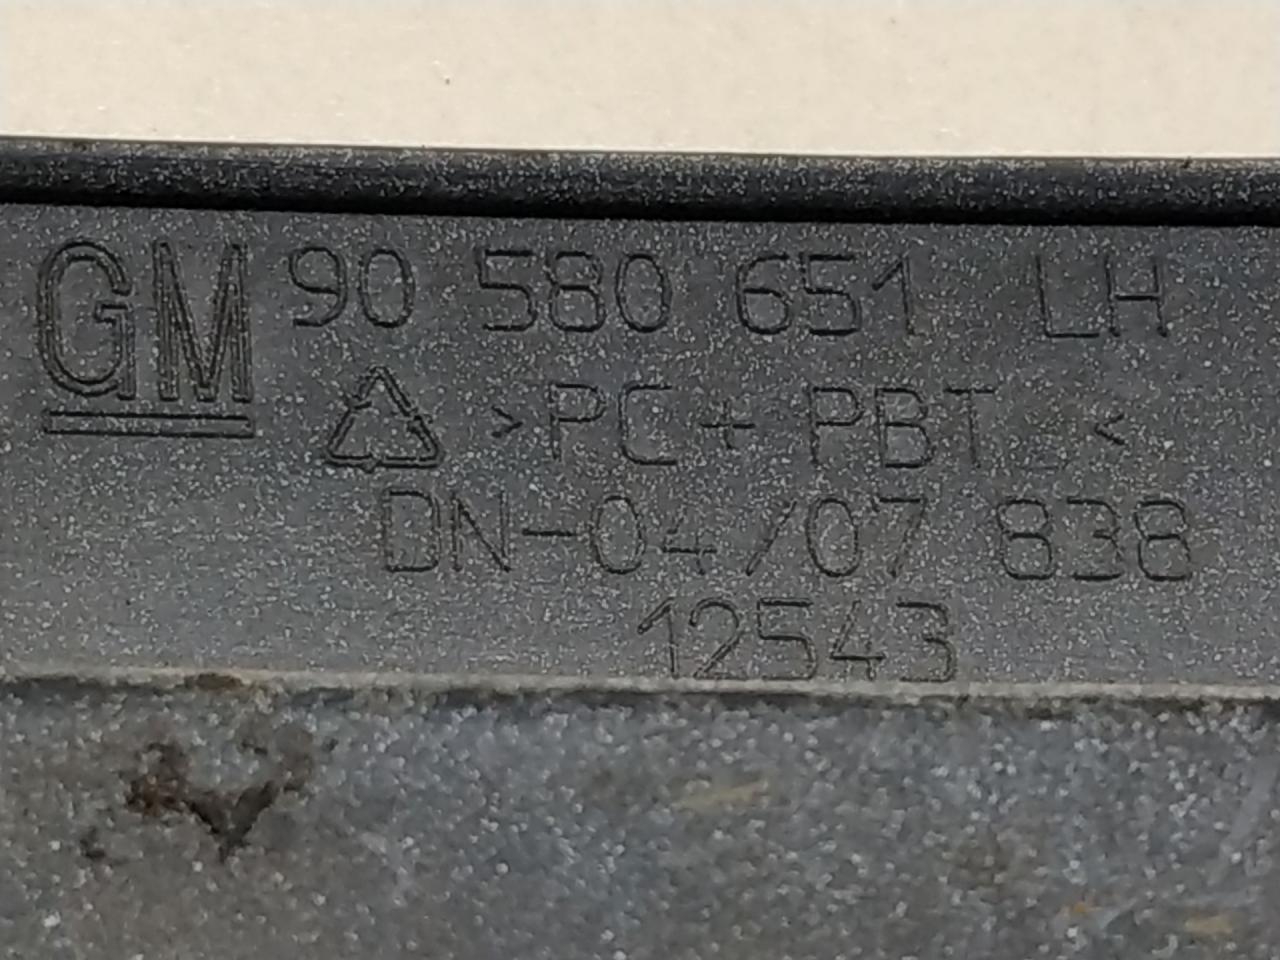 GM 90 580 651 LH
>PC+PBT<
DN-04/07 838
12543